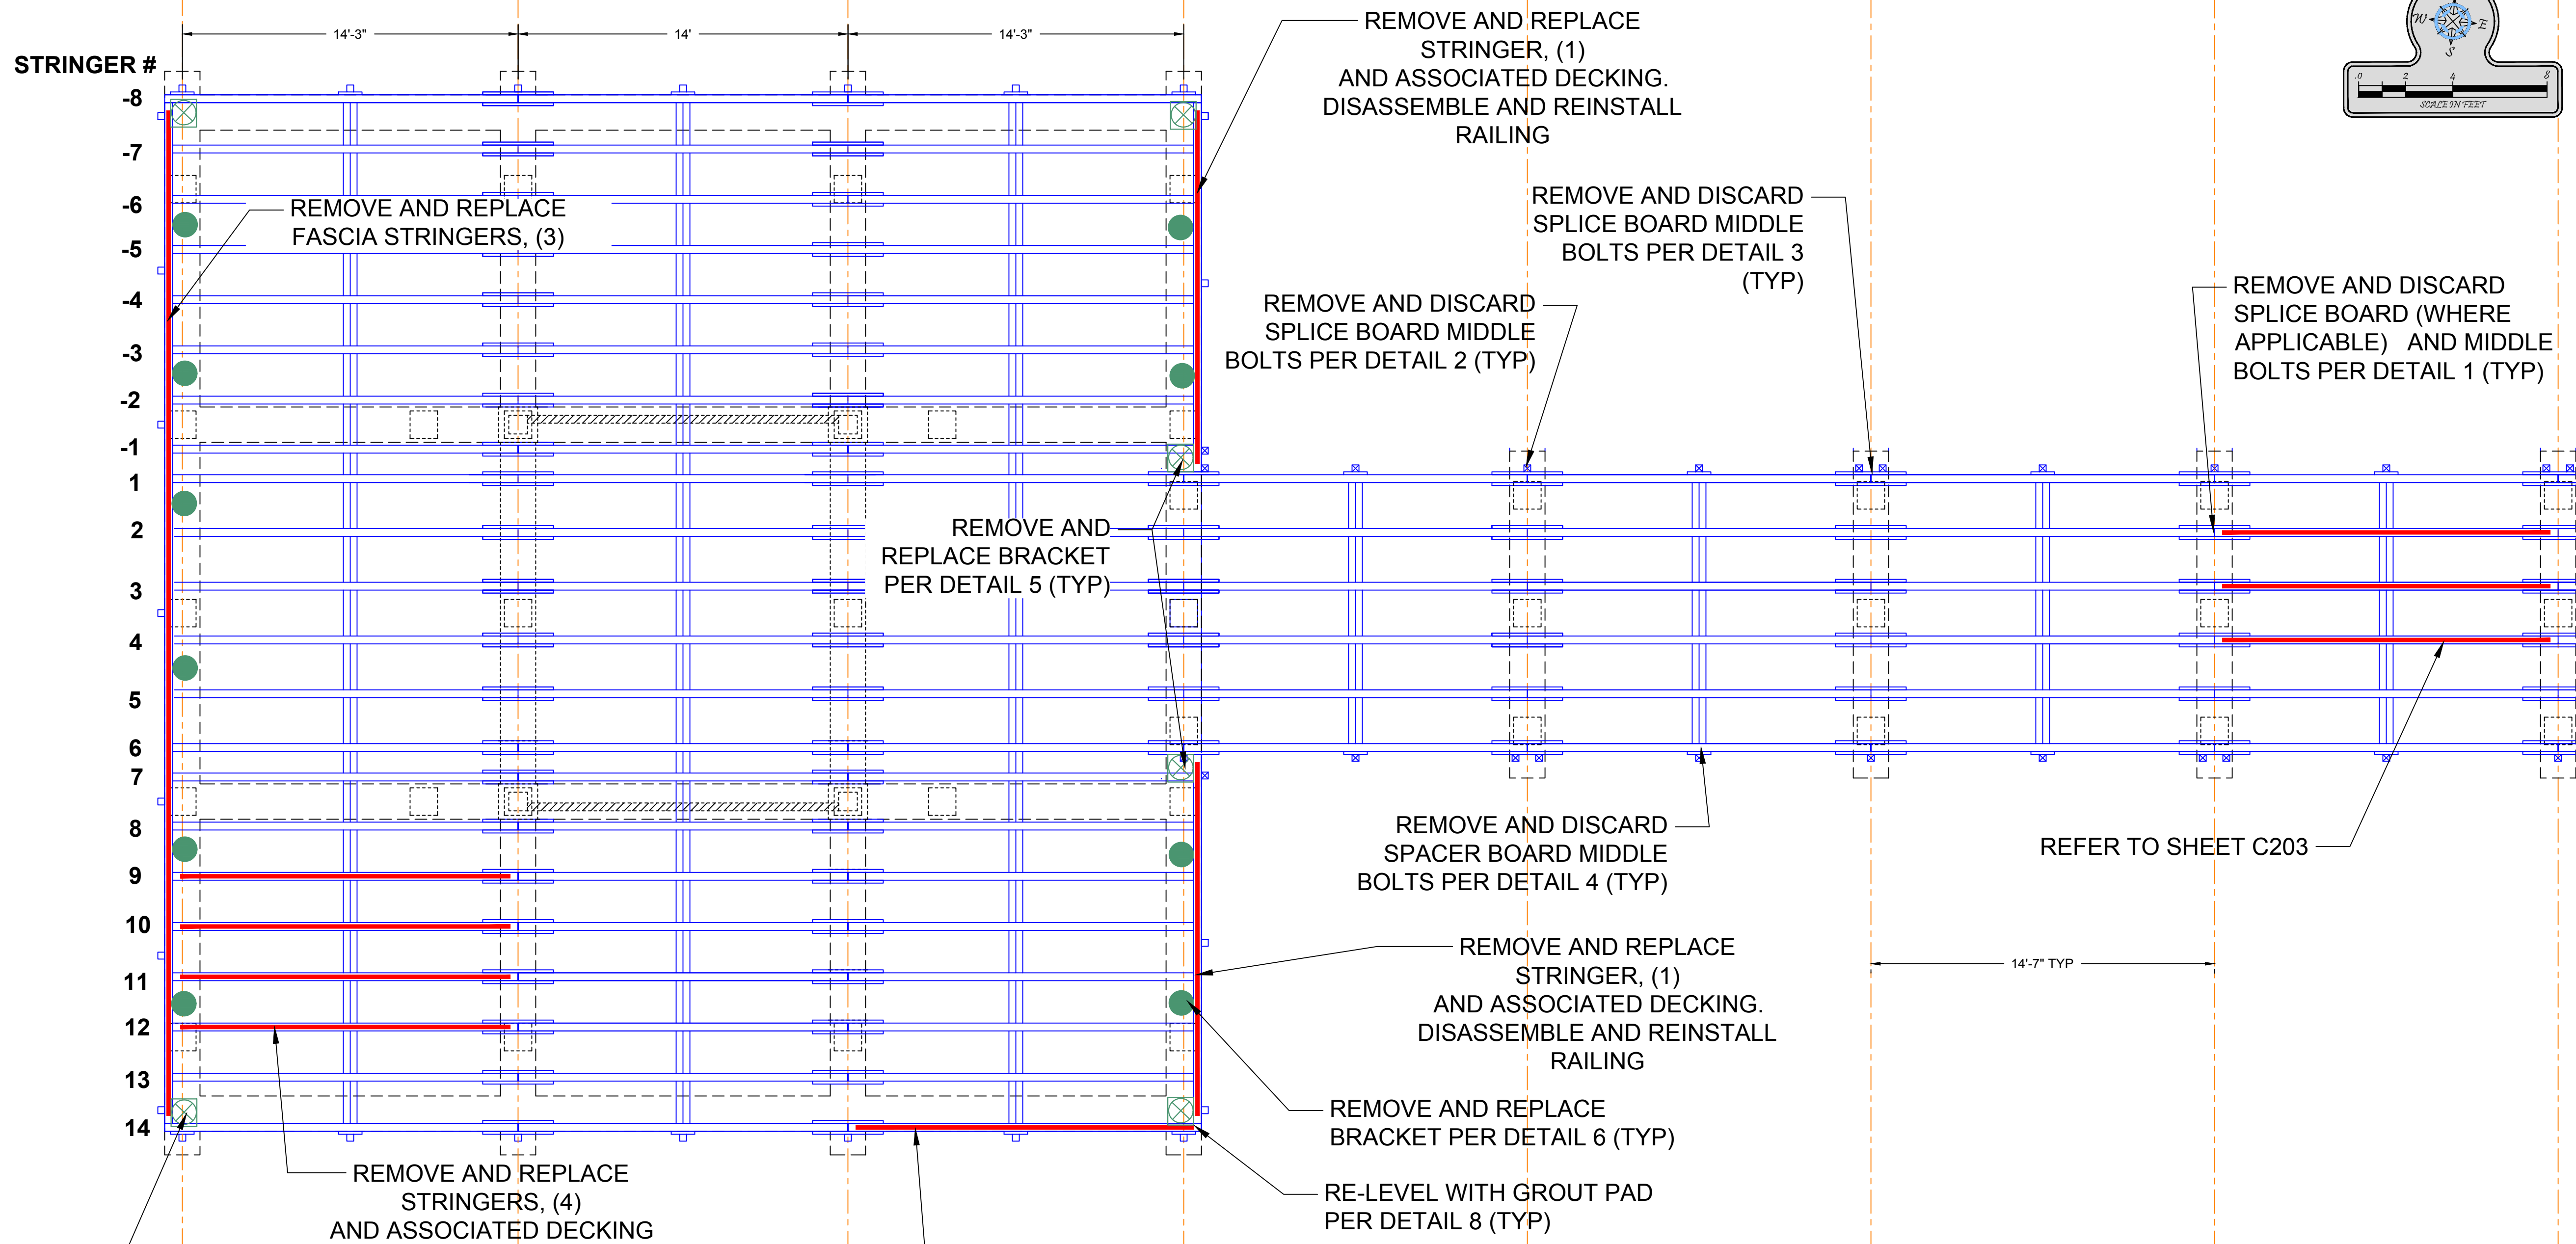 14'-3"
14'
14'-3"
STRINGER #
-8
-7
-6
-5
-4
-3
-2
-1
1
2
3
4
5
6
7
8
9
10
11
12
13
14
REMOVE AND REPLACE
FASCIA STRINGERS, (3)
REMOVE AND REPLACE
STRINGER, (1)
AND ASSOCIATED DECKING.
DISASSEMBLE AND REINSTALL
RAILING
REMOVE AND DISCARD
SPLICE BOARD MIDDLE
BOLTS PER DETAIL 3
(TYP)
REMOVE AND DISCARD
SPLICE BOARD MIDDLE
BOLTS PER DETAIL 2 (TYP)
REMOVE AND DISCARD
SPLICE BOARD (WHERE
APPLICABLE) AND MIDDLE
BOLTS PER DETAIL 1 (TYP)
W
E
S
.0
2
4
8
SCALE IN FEET
REMOVE AND
REPLACE BRACKET
PER DETAIL 5 (TYP)
REMOVE AND DISCARD
SPACER BOARD MIDDLE
BOLTS PER DETAIL 4 (TYP)
REFER TO SHEET C203
14'-7" TYP
REMOVE AND REPLACE
STRINGER, (1)
AND ASSOCIATED DECKING.
DISASSEMBLE AND REINSTALL
RAILING
REMOVE AND REPLACE
BRACKET PER DETAIL 6 (TYP)
RE-LEVEL WITH GROUT PAD
PER DETAIL 8 (TYP)
REMOVE AND REPLACE
STRINGERS, (4)
AND ASSOCIATED DECKING